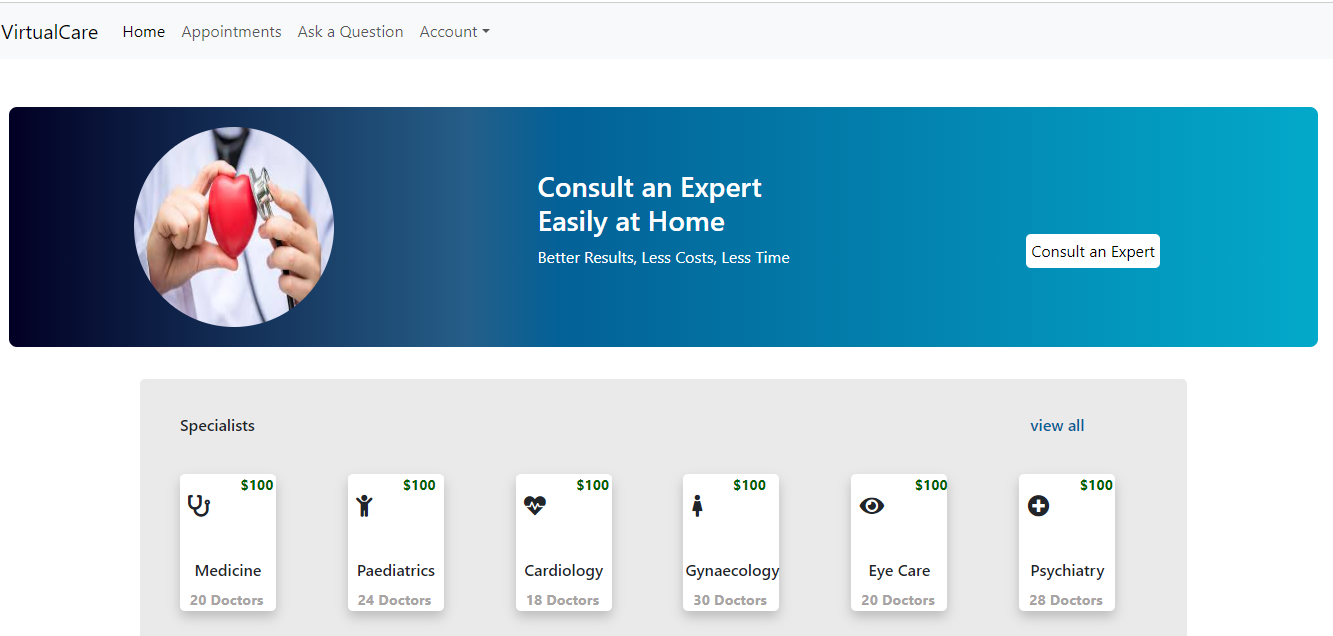 VirtualCare Home Appointments Ask a Question Account
Consult an Expert
Easily at Home
Better Results, Less Costs, Less Time
Consult an Expert
Specialists view all
$100 $100 $100 $100 $100 $100
Medicine Paediatrics Cardiology Gynaecology Eye Care Psychiatry
20 Doctors 24 Doctors 18 Doctors 30 Doctors 20 Doctors 28 Doctors